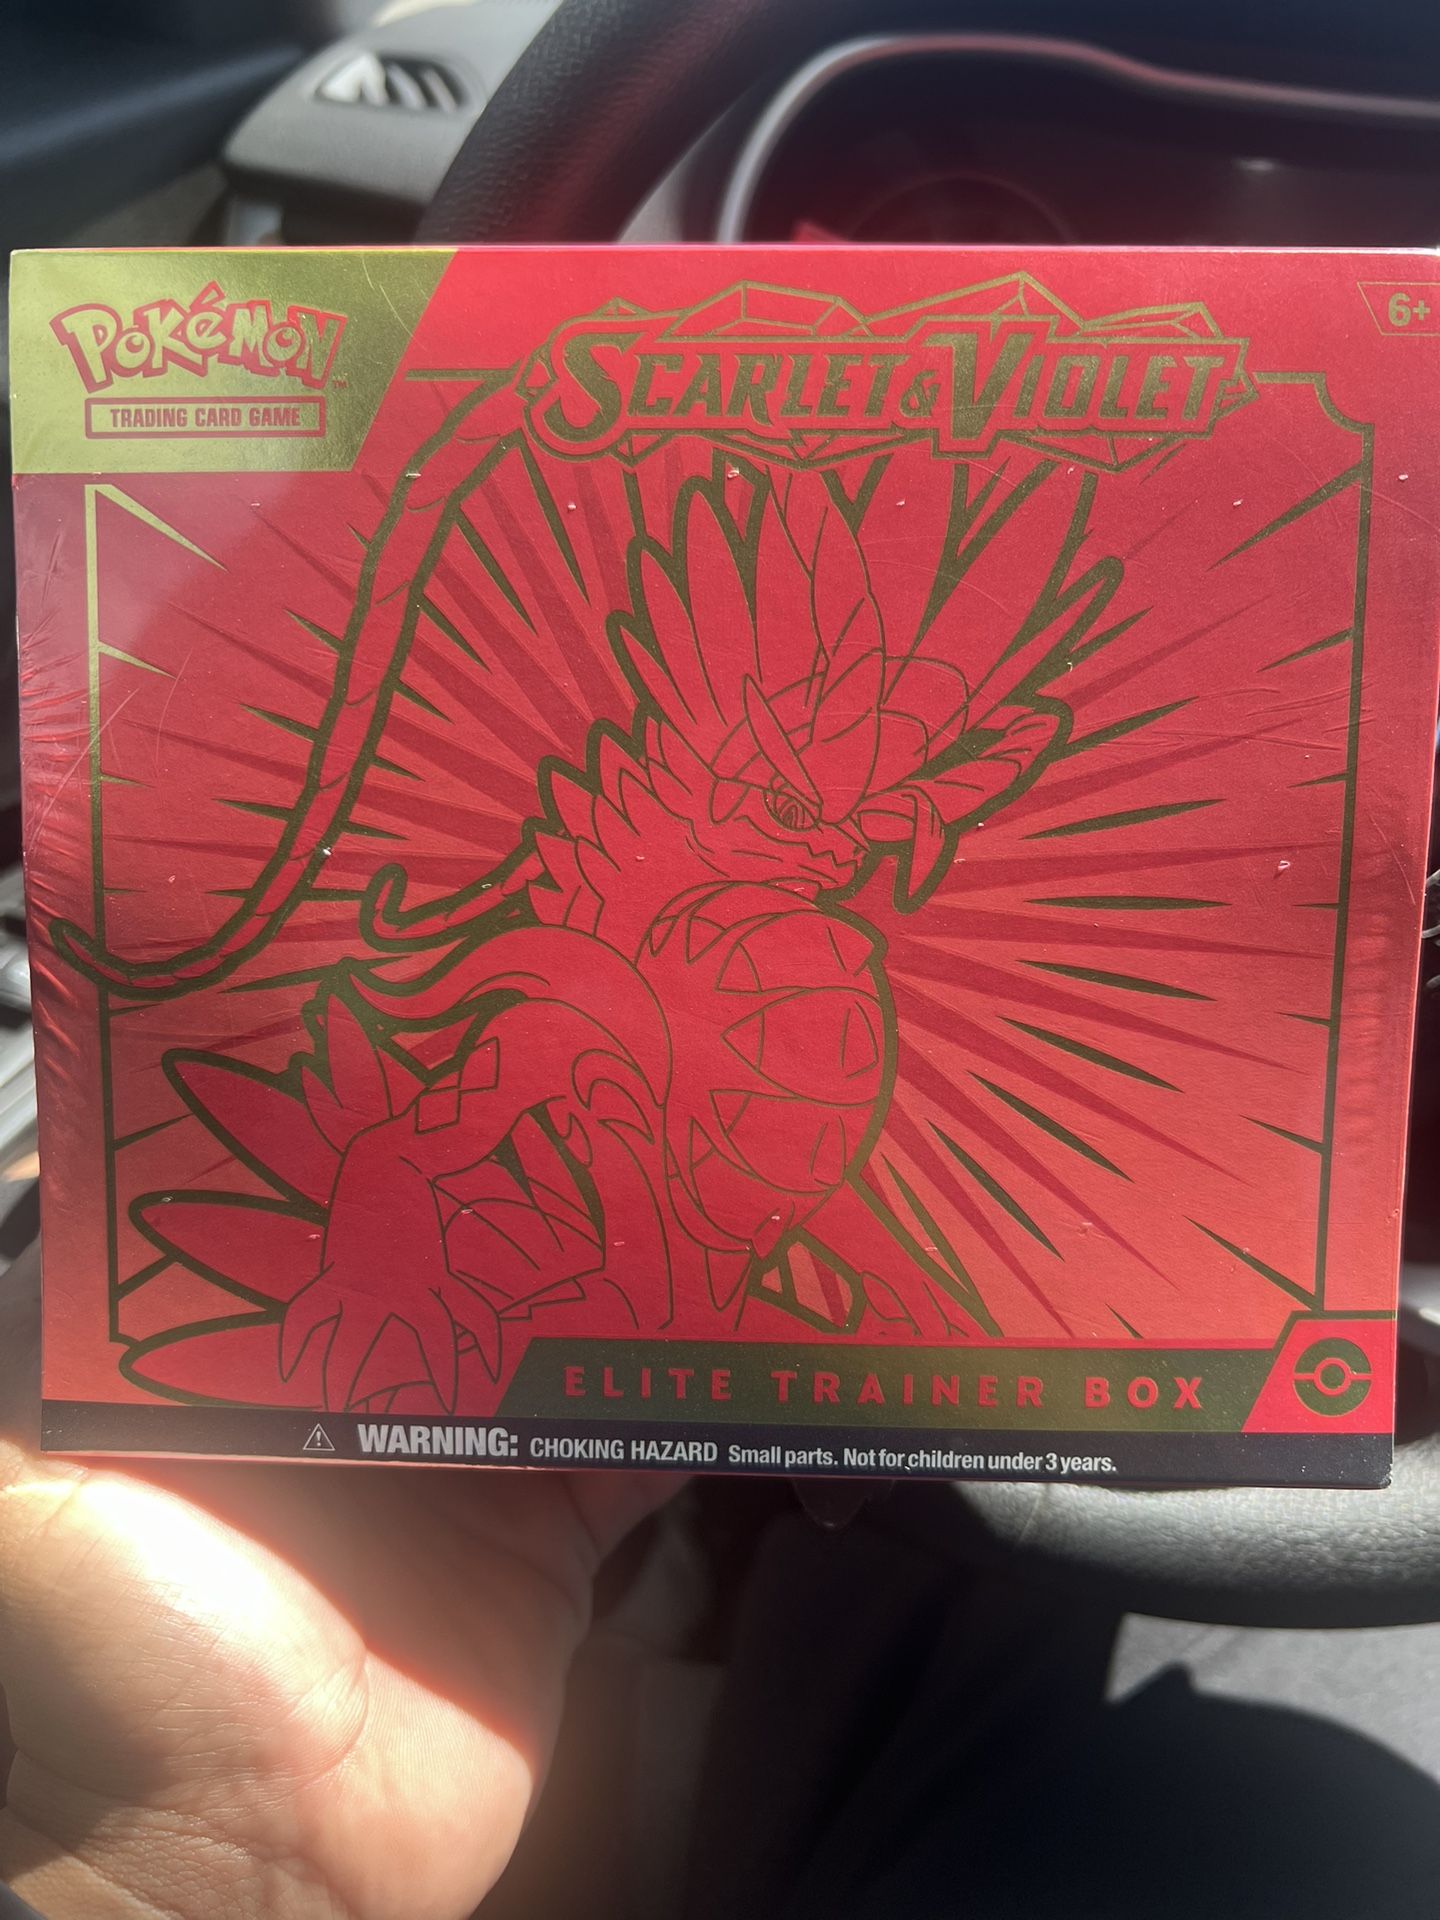 POKéMON™
TRADING CARD GAME
SCARLET & VIOLET
6+
ELITE TRAINER BOX
⚠ WARNING: CHOKING HAZARD Small parts. Not for children under 3 years.